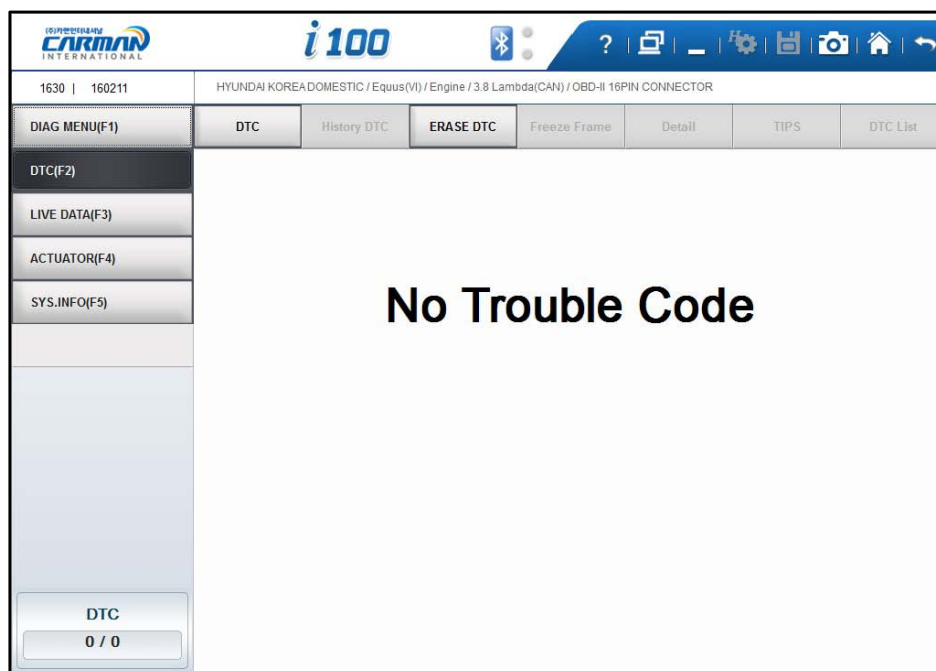 (주)카맨인터내셔널
CARMAN
INTERNATIONAL
i 100
?
H
1630 | 160211
HYUNDAI KOREA DOMESTIC / Equus(VI) / Engine / 3.8 Lambda(CAN) / OBD-II 16PIN CONNECTOR
DIAG MENU(F1)
DTC
History DTC
ERASE DTC
Freeze Frame
Detail
TIPS
DTC List
DTC(F2)
LIVE DATA(F3)
ACTUATOR(F4)
SYS.INFO(F5)
No Trouble Code
DTC
0 / 0